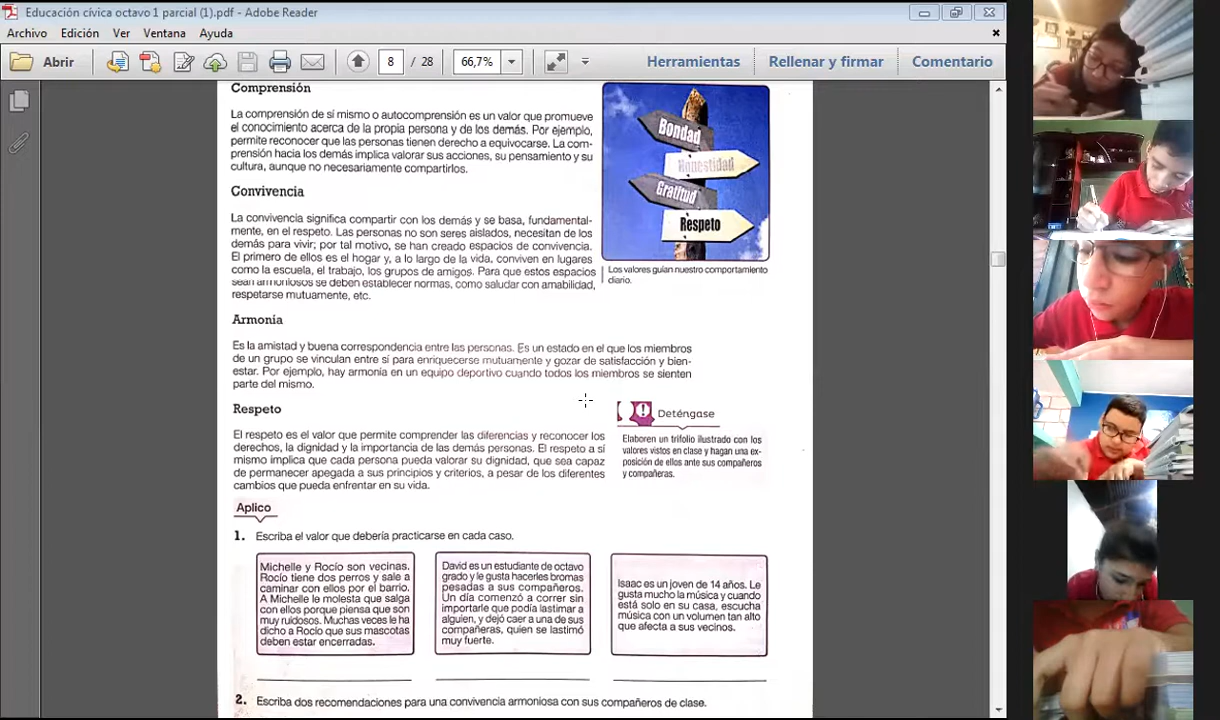 Educación cívica octavo 1 parcial (1).pdf - Adobe Reader
Archivo Edición Ver Ventana Ayuda
Abrir 8 / 28 66,7% Herramientas Rellenar y firmar Comentario
Comprensión
La comprensión de sí mismo o autocomprensión es un valor que promueve
el conocimiento acerca de la propia persona y de los demás. Por ejemplo,
permite reconocer que las personas tienen derecho a equivocarse. La com-
prensión hacia los demás implica valorar sus acciones, su pensamiento y su
cultura, aunque no necesariamente compartirlos.
Bondad
Honestidad
Gratitud
Respeto
Los valores guían nuestro comportamiento
diario.
Convivencia
La convivencia significa compartir con los demás y se basa, fundamental-
mente, en el respeto. Las personas no son seres aislados, necesitan de los
demás para vivir; por tal motivo, se han creado espacios de convivencia.
El primero de ellos es el hogar y, a lo largo de la vida, conviven en lugares
como la escuela, el trabajo, los grupos de amigos. Para que estos espacios
sean armoniosos se deben establecer normas, como saludar con amabilidad,
respetarse mutuamente, etc.
Armonía
Es la amistad y buena correspondencia entre las personas. Es un estado en el que los miembros
de un grupo se vinculan entre sí para enriquecerse mutuamente y gozar de satisfacción y bien-
estar. Por ejemplo, hay armonía en un equipo deportivo cuando todos los miembros se sienten
parte del mismo.
Respeto
El respeto es el valor que permite comprender las diferencias y reconocer los
derechos, la dignidad y la importancia de las demás personas. El respeto a sí
mismo implica que cada persona pueda valorar su dignidad, que sea capaz
de permanecer apegada a sus principios y criterios, a pesar de los diferentes
cambios que pueda enfrentar en su vida.
Deténgase
Elaboren un trifolio ilustrado con los
valores vistos en clase y hagan una ex-
posición de ellos ante sus compañeros
y compañeras.
Aplico
1. Escriba el valor que debería practicarse en cada caso.
Michelle y Rocío son vecinas.
Rocío tiene dos perros y sale a
caminar con ellos por el barrio.
A Michelle le molesta que salga
con ellos porque piensa que son
muy ruidosos. Muchas veces le ha
dicho a Rocío que sus mascotas
deben estar encerradas.
David es un estudiante de octavo
grado y le gusta hacerles bromas
pesadas a sus compañeros.
Un día comenzó a correr sin
importarle que podía lastimar a
alguien, y dejó caer a una de sus
compañeras, quien se lastimó
muy fuerte.
Isaac es un joven de 14 años. Le
gusta mucho la música y cuando
está solo en su casa, escucha
música con un volumen tan alto
que afecta a sus vecinos.
2. Escriba dos recomendaciones para una convivencia armoniosa con sus compañeros de clase.